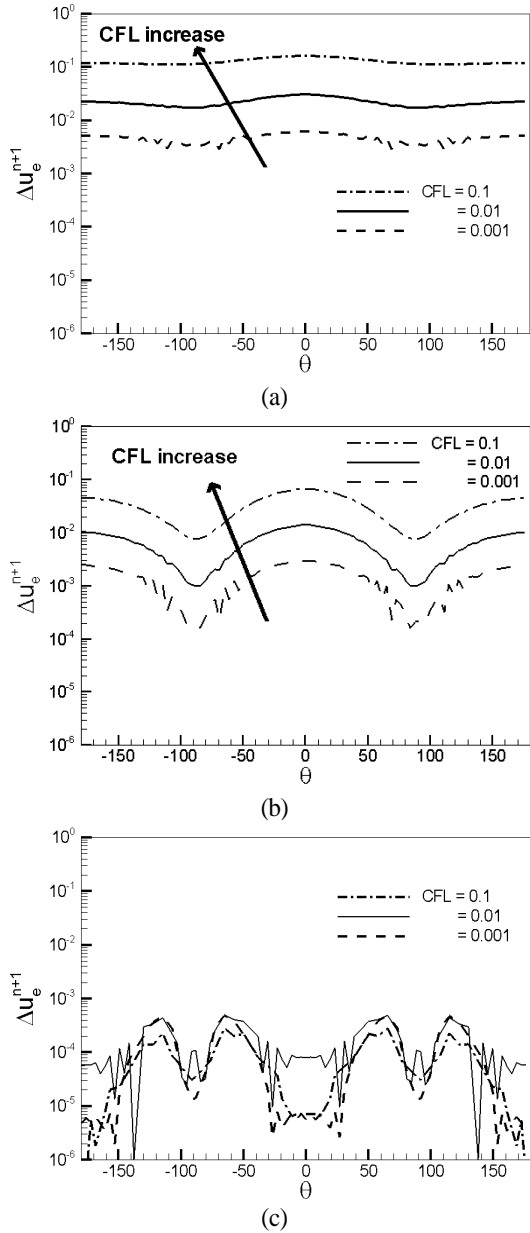 CFL increase
10⁰
10⁻¹
10⁻²
10⁻³
10⁻⁴
10⁻⁵
10⁻⁶
Δuₑⁿ⁺¹
CFL = 0.1
= 0.01
= 0.001
-150 -100 -50 0 50 100 150
θ
(a)
CFL increase
10⁰
10⁻¹
10⁻²
10⁻³
10⁻⁴
10⁻⁵
10⁻⁶
Δuₑⁿ⁺¹
CFL = 0.1
= 0.01
= 0.001
-150 -100 -50 0 50 100 150
θ
(b)
10⁰
10⁻¹
10⁻²
10⁻³
10⁻⁴
10⁻⁵
10⁻⁶
Δuₑⁿ⁺¹
CFL = 0.1
= 0.01
= 0.001
-150 -100 -50 0 50 100 150
θ
(c)